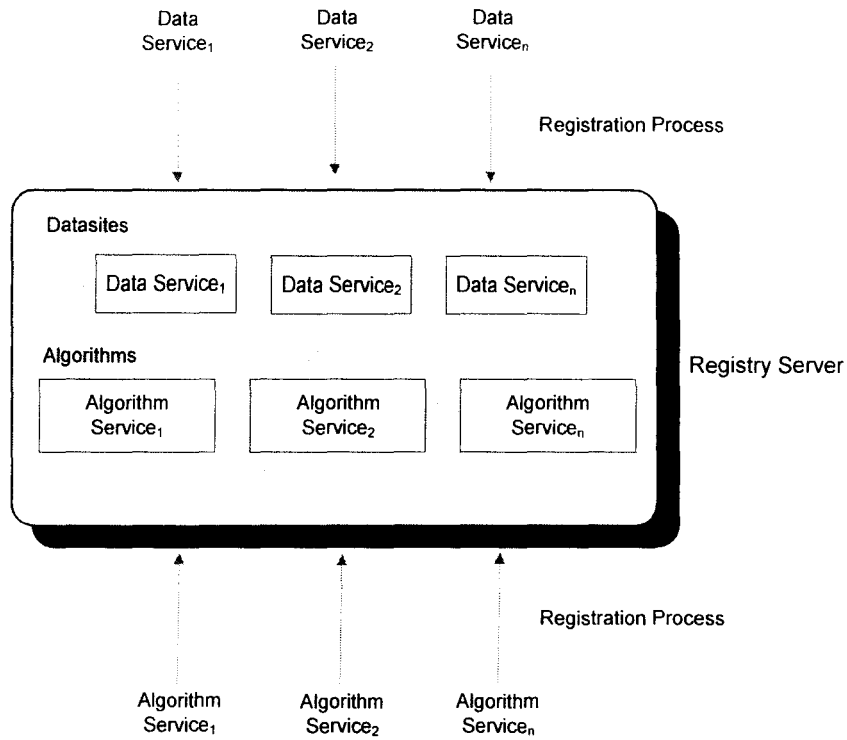 Data
Service₁
Data
Service₂
Data
Serviceₙ
Registration Process
Datasites
Data Service₁
Data Service₂
Data Serviceₙ
Algorithms
Algorithm
Service₁
Algorithm
Service₂
Algorithm
Serviceₙ
Registry Server
Registration Process
Algorithm
Service₁
Algorithm
Service₂
Algorithm
Serviceₙ